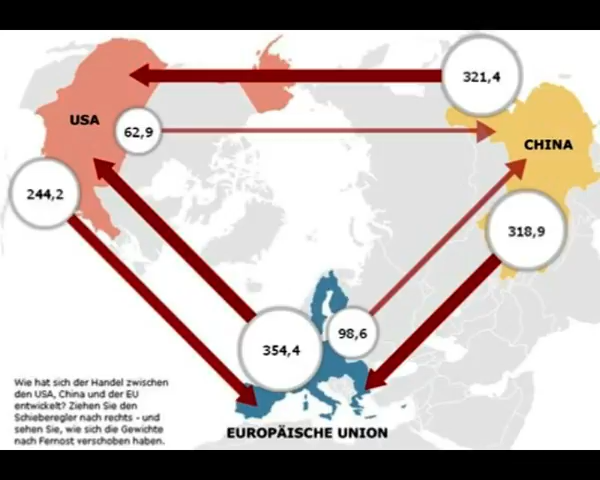 321,4
USA
62,9
CHINA
244,2
318,9
98,6
354,4
Wie hat sich der Handel zwischen
den USA, China und der EU
entwickelt? Ziehen Sie den
Schieberegler nach rechts - und
sehen Sie, wie sich die Gewichte
nach Fernost verschoben haben.
EUROPÄISCHE UNION